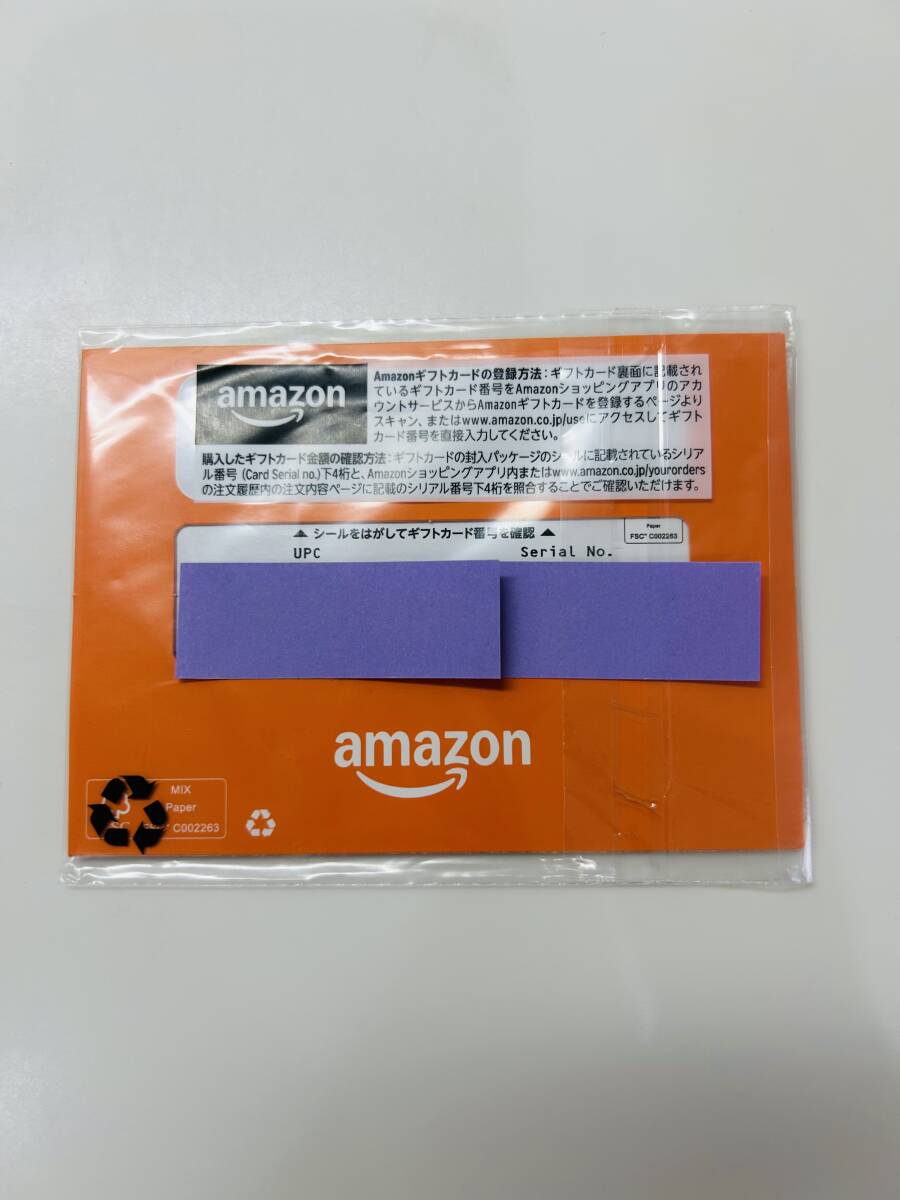 amazon
Amazonギフトカードの登録方法：ギフトカード裏面に記載され
ているギフトカード番号をAmazonショッピングアプリのアカ
ウントサービスからAmazonギフトカードを登録するページより
スキャン、またはwww.amazon.co.jp/useにアクセスしてギフト
カード番号を直接入力してください。
購入したギフトカード金額の確認方法：ギフトカードの封入パッケージのシールに記載されているシリア
ル番号 (Card Serial no.)下4桁と、Amazonショッピングアプリ内またはwww.amazon.co.jp/yourorders
の注文履歴内の注文内容ページに記載のシリアル番号下4桁を照合することでご確認いただけます。
▲ シールをはがしてギフトカード番号を確認 ▲
Paper
FSC™ C002263
UPC
Serial No.
amazon
MIX
Paper
FSC™ C002263